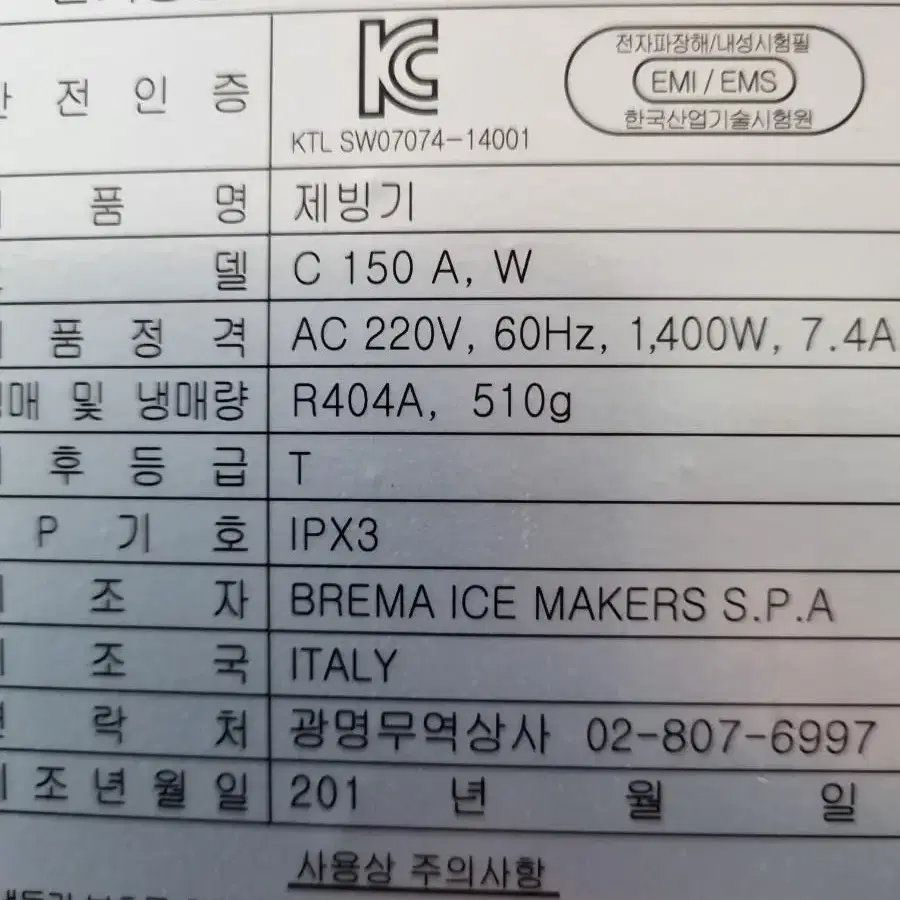 전자파장해/내성시험필
EMI / EMS
한국산업기술시험원
KC
전 인 증
KTL SW07074-14001
품 명 제빙기
델 C 150 A, W
품 정 격 AC 220V, 60Hz, 1,400W, 7.4A
매 및 냉매량 R404A, 510g
후 등 급 T
P 기 호 IPX3
조 자 BREMA ICE MAKERS S.P.A
조 국 ITALY
락 처 광명무역상사 02-807-6997
조 년 월 일 201 년 월 일
사용상 주의사항